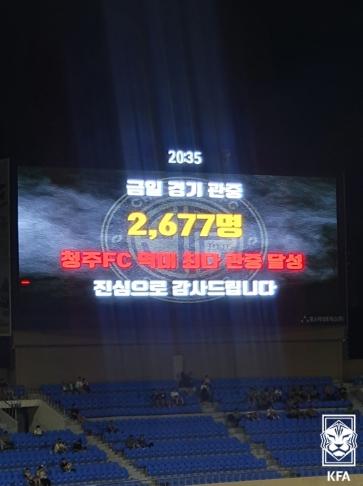 20:35
금일 경기 관중
2,677명
청주FC 역대 최다 관중 달성
진심으로 감사드립니다
KFA